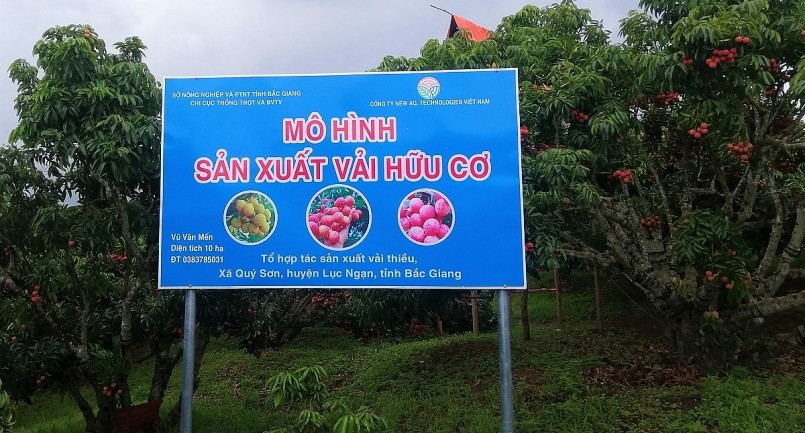 SỞ NÔNG NGHIỆP VÀ PTNT TỈNH BẮC GIANG
CHI CỤC TRỒNG TRỌT VÀ BVTV
CÔNG TY NEW AG. TECHNOLOGIES VIỆT NAM
MÔ HÌNH
SẢN XUẤT VẢI HỮU CƠ
Vũ Văn Mến
Diện tích 10 ha
ĐT 0383785031
Tổ hợp tác sản xuất vải thiều,
Xã Quý Sơn, huyện Lục Ngạn, tỉnh Bắc Giang